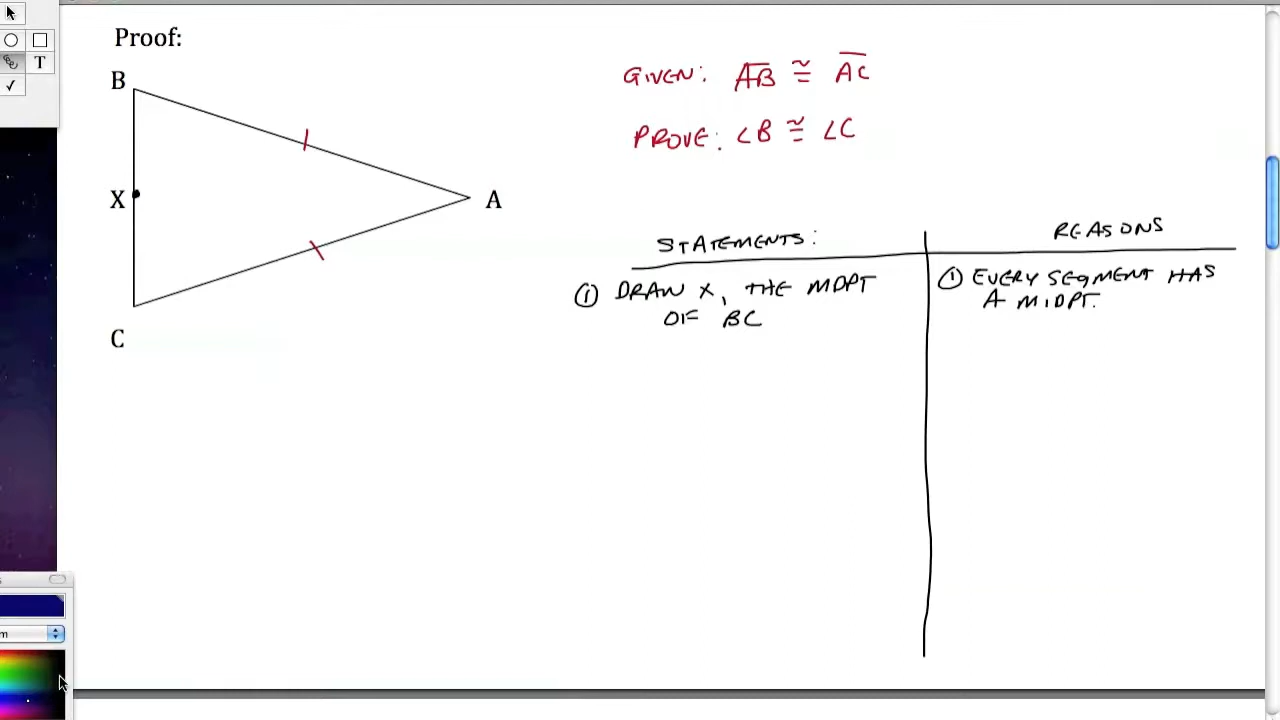 Proof:
B
X
A
C
GIVEN: AB ≅ AC
PROVE: ∠B ≅ ∠C
STATEMENTS:
REASONS
① DRAW X, THE MDPT
OF BC
① EVERY SEGMENT HAS
A MIDPT.
T
m